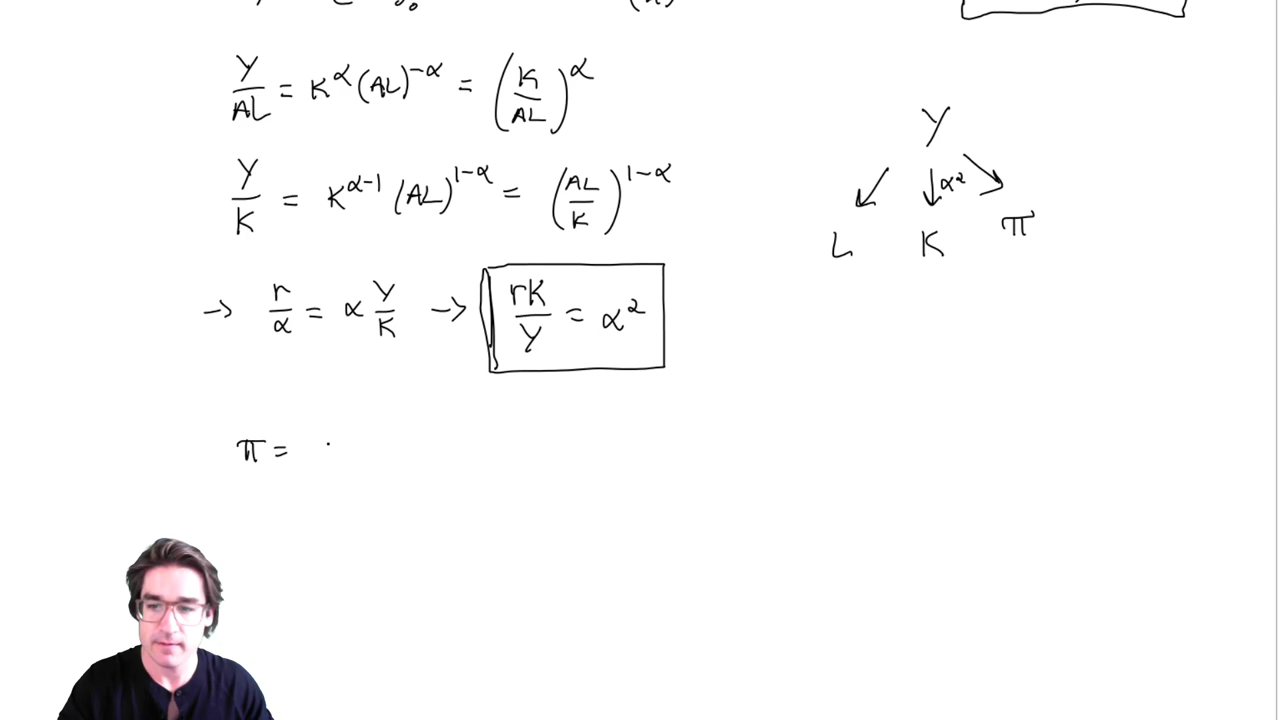 Y/AL = K^α (AL)^-α = (K/AL)^α
Y/K = K^α-1 (AL)^1-α = (AL/K)^1-α
→ r/α = α Y/K → rK/Y = α²
π =
Y
α²
L K π